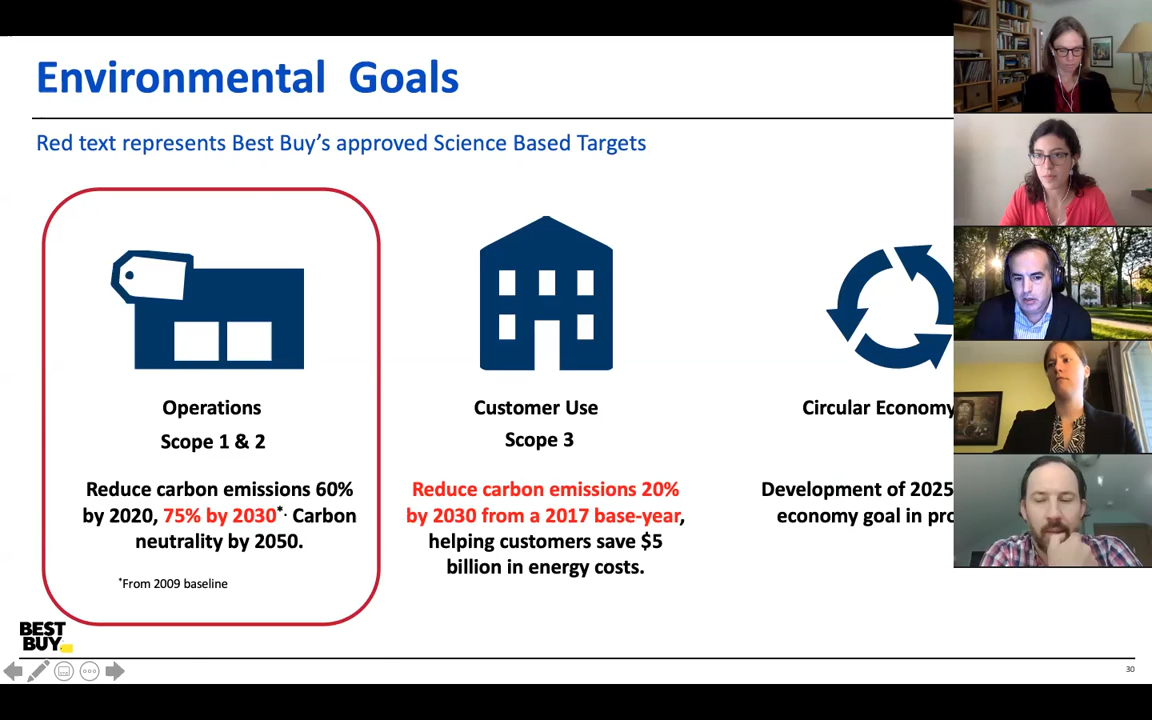 Environmental Goals
Red text represents Best Buy's approved Science Based Targets
Operations
Scope 1 & 2
Reduce carbon emissions 60%
by 2020, 75% by 2030*. Carbon
neutrality by 2050.
*From 2009 baseline
Customer Use
Scope 3
Reduce carbon emissions 20%
by 2030 from a 2017 base-year,
helping customers save $5
billion in energy costs.
Circular Economy
Development of 2025
economy goal in
BEST
BUY
30